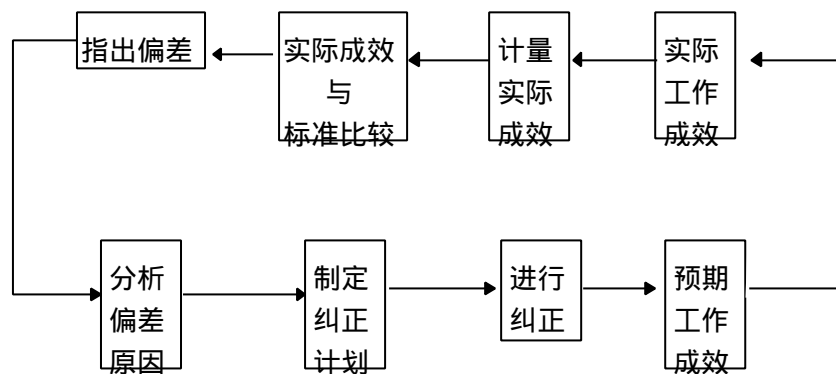 指出偏差
实际成效
与
标准比较
计量
实际
成效
实际
工作
成效
分析
偏差
原因
制定
纠正
计划
进行
纠正
预期
工作
成效